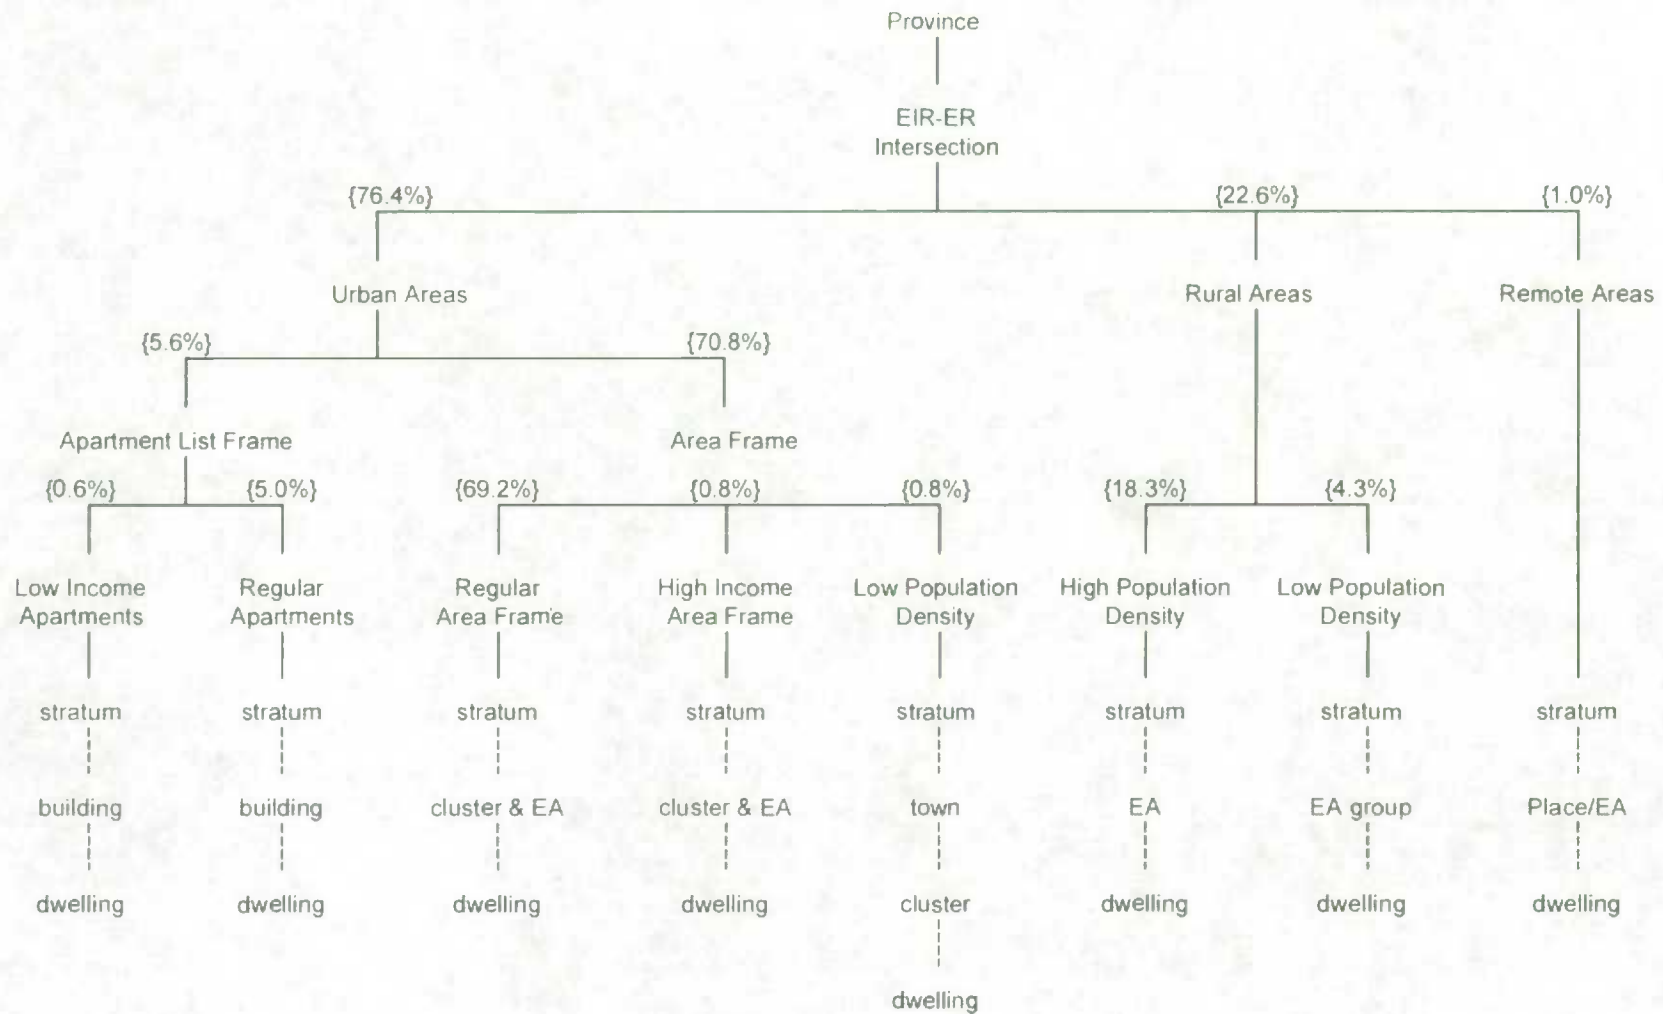 Province
EIR-ER
Intersection
{76.4%} {22.6%} {1.0%}
Urban Areas Rural Areas Remote Areas
{5.6%} {70.8%}
Apartment List Frame Area Frame
{0.6%} {5.0%} {69.2%} {0.8%} {0.8%} {18.3%} {4.3%}
Low Income Regular Regular High Income Low Population High Population Low Population
Apartments Apartments Area Frame Area Frame Density Density Density
stratum stratum stratum stratum stratum stratum stratum stratum
building building cluster & EA cluster & EA town EA EA group Place/EA
dwelling dwelling dwelling dwelling cluster dwelling dwelling dwelling
dwelling